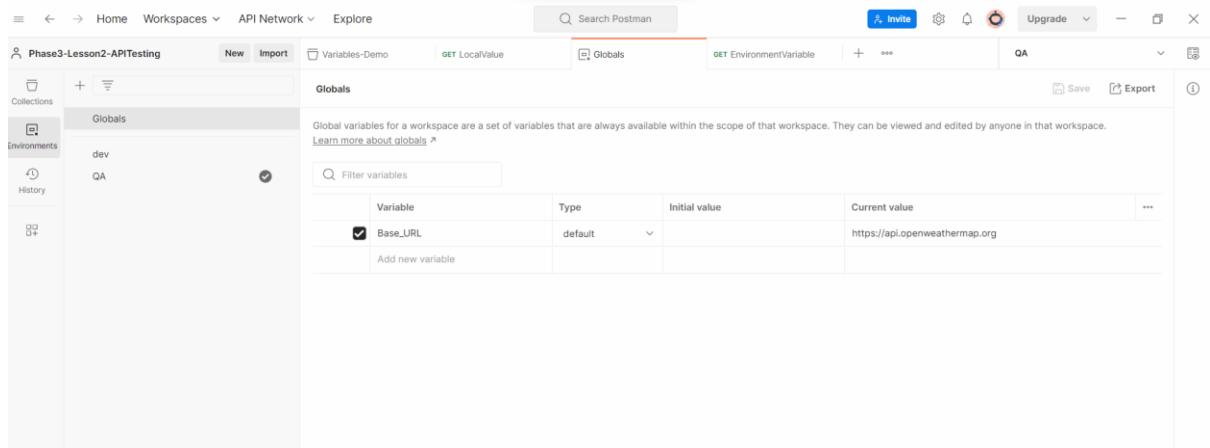 Home Workspaces API Network Explore Search Postman Invite Upgrade
Phase3-Lesson2-APITesting New Import Variables-Demo GET LocalValue Globals GET EnvironmentVariable QA
Collections
Environments
History
Globals
dev
QA
Globals Save Export
Global variables for a workspace are a set of variables that are always available within the scope of that workspace. They can be viewed and edited by anyone in that workspace.
Learn more about globals
Filter variables
Variable Type Initial value Current value
Base_URL default https://api.openweathermap.org
Add new variable